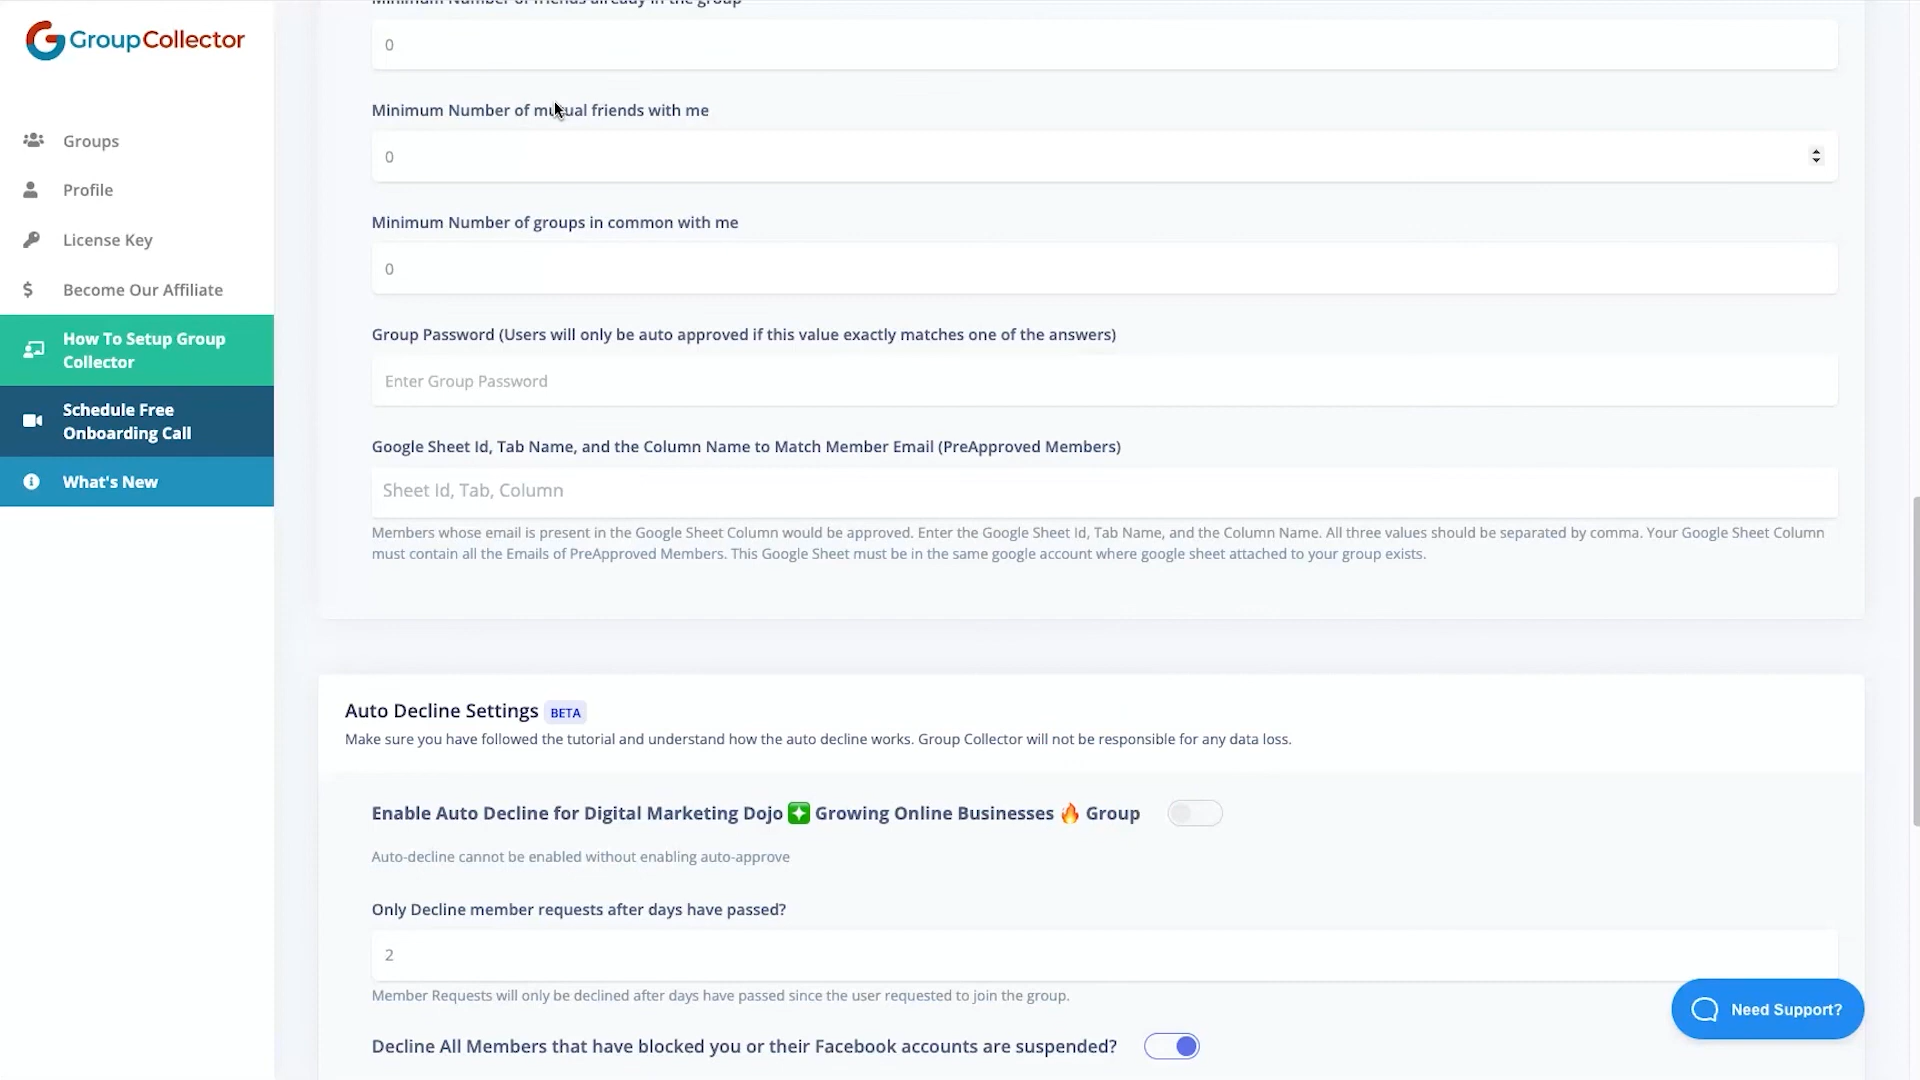 GroupCollector
Groups
Profile
License Key
Become Our Affiliate
How To Setup Group
Collector
Schedule Free
Onboarding Call
What's New
Minimum Number of friends already in the group
0
Minimum Number of mutual friends with me
0
Minimum Number of groups in common with me
0
Group Password (Users will only be auto approved if this value exactly matches one of the answers)
Enter Group Password
Google Sheet Id, Tab Name, and the Column Name to Match Member Email (PreApproved Members)
Sheet Id, Tab, Column
Members whose email is present in the Google Sheet Column would be approved. Enter the Google Sheet Id, Tab Name, and the Column Name. All three values should be separated by comma. Your Google Sheet Column
must contain all the Emails of PreApproved Members. This Google Sheet must be in the same google account where google sheet attached to your group exists.
Auto Decline Settings BETA
Make sure you have followed the tutorial and understand how the auto decline works. Group Collector will not be responsible for any data loss.
Enable Auto Decline for Digital Marketing Dojo Growing Online Businesses 🔥 Group
Auto-decline cannot be enabled without enabling auto-approve
Only Decline member requests after days have passed?
2
Member Requests will only be declined after days have passed since the user requested to join the group.
Decline All Members that have blocked you or their Facebook accounts are suspended?
Need Support?